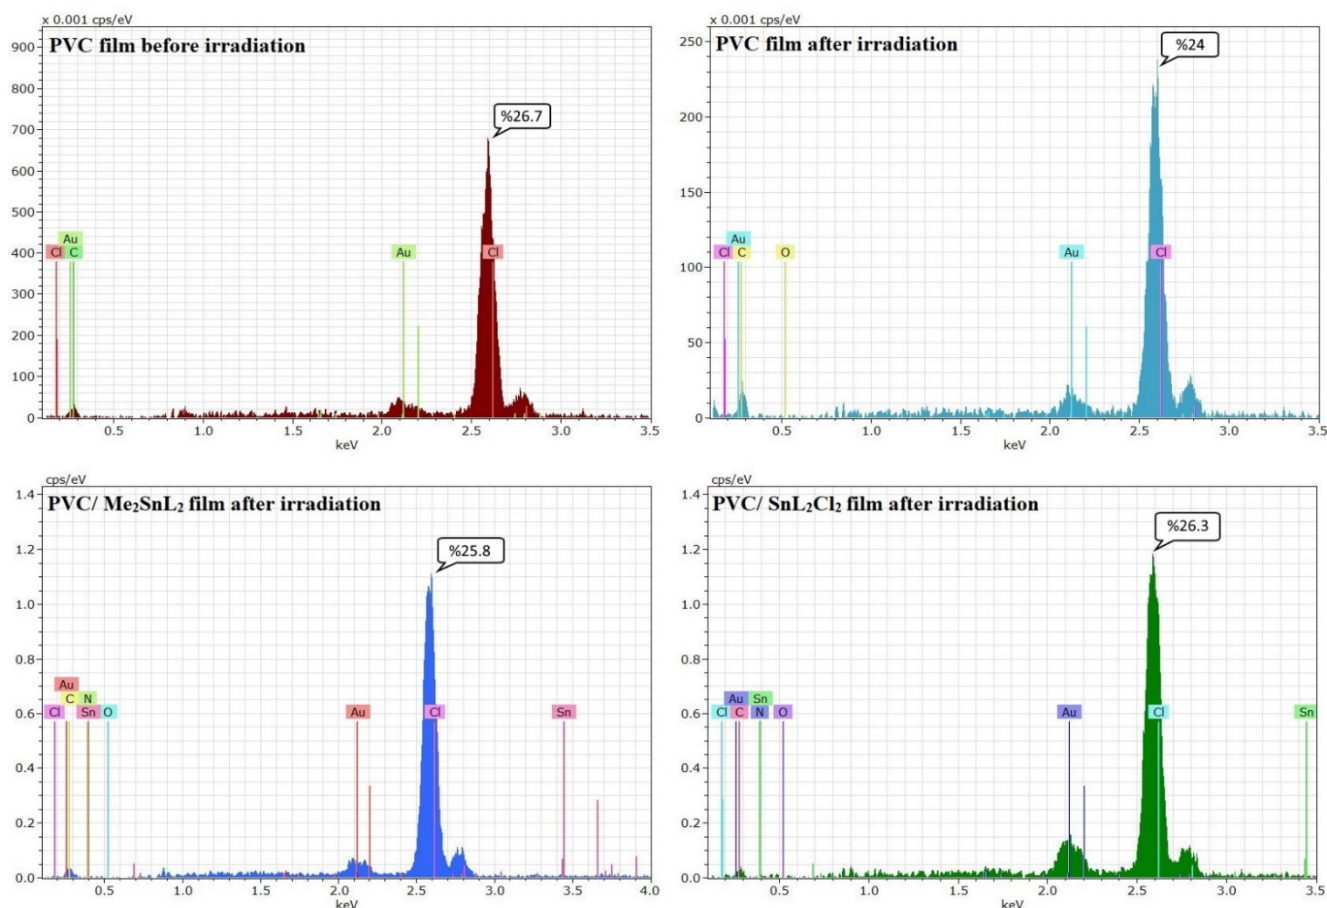 x 0.001 cps/eV
PVC film before irradiation
900
800
700
600
500
400
300
200
100
0
%26.7
Au
Cl C
Au
Cl
0.5 1.0 1.5 2.0 2.5 3.0 3.5
keV
x 0.001 cps/eV
PVC film after irradiation
250
200
150
100
50
0
%24
Au
Cl C O
Au
Cl
0.5 1.0 1.5 2.0 2.5 3.0 3.5
keV
cps/eV
PVC/ Me₂SnL₂ film after irradiation
1.4
1.2
1.0
0.8
0.6
0.4
0.2
0.0
%25.8
Au
C N
Cl Sn O
Au
Cl
Sn
0.5 1.0 1.5 2.0 2.5 3.0 3.5 4.0
keV
cps/eV
PVC/ SnL₂Cl₂ film after irradiation
1.4
1.2
1.0
0.8
0.6
0.4
0.2
0.0
%26.3
Au Sn
Cl C N O
Au
Cl
Sn
0.5 1.0 1.5 2.0 2.5 3.0 3.5
keV